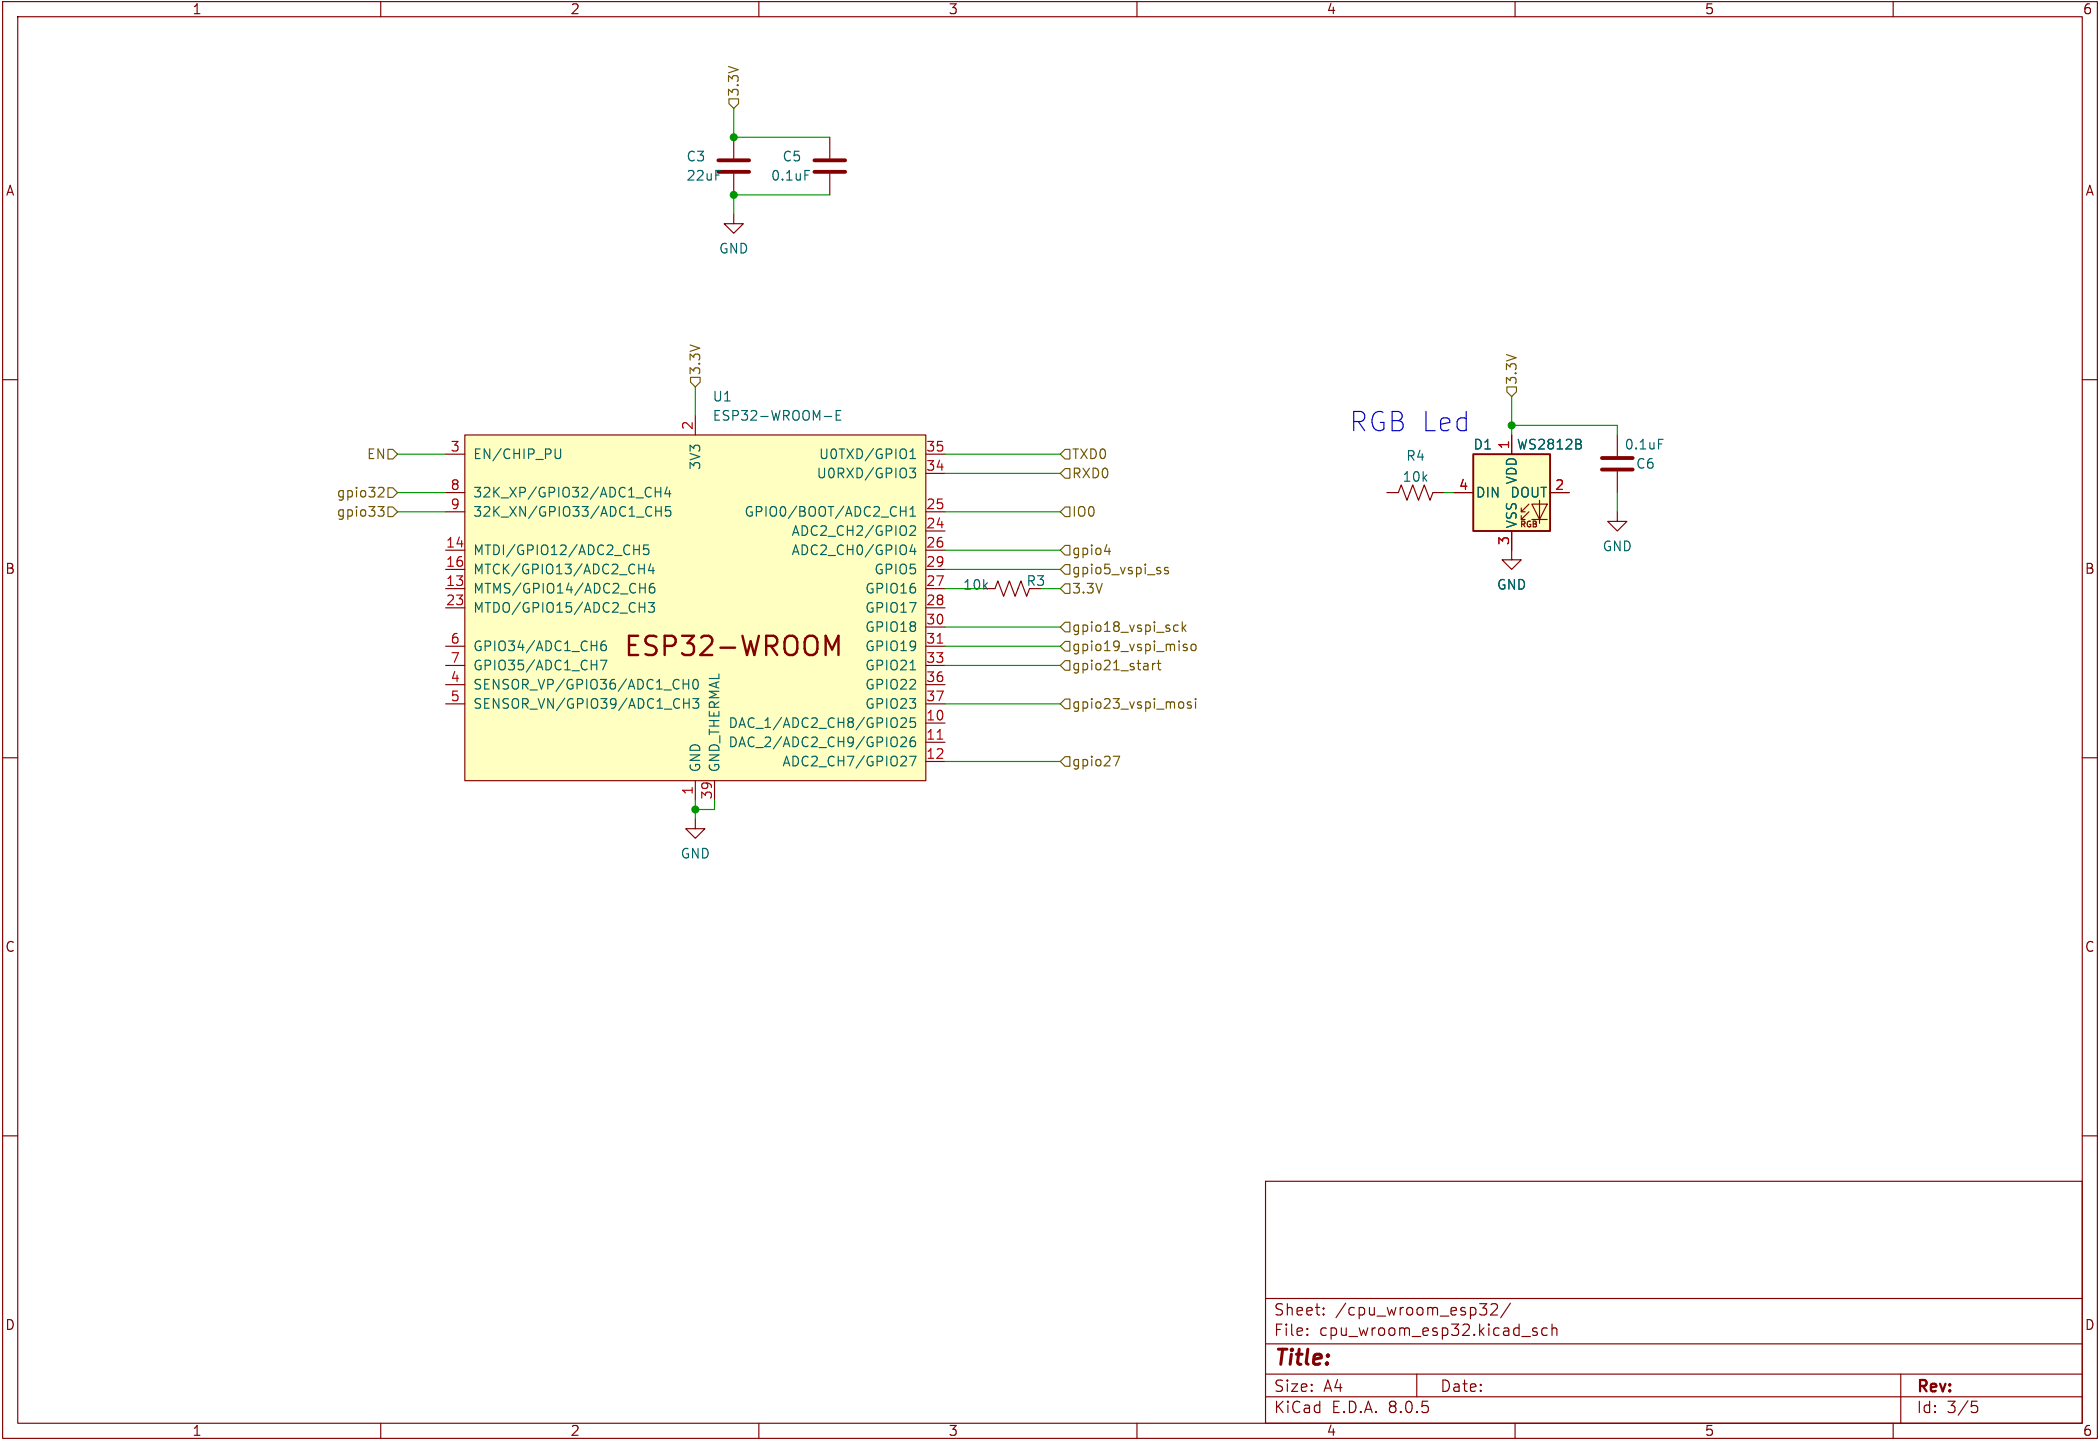 1 2 3 4 5 6
A A
B B
C C
D D
3.3V
C3
22uF
C5
0.1uF
GND
3.3V
U1
ESP32-WROOM-E
2
3V3
EN
3
EN/CHIP_PU
gpio32
8
32K_XP/GPIO32/ADC1_CH4
gpio33
9
32K_XN/GPIO33/ADC1_CH5
14
MTDI/GPIO12/ADC2_CH5
16
MTCK/GPIO13/ADC2_CH4
13
MTMS/GPIO14/ADC2_CH6
23
MTDO/GPIO15/ADC2_CH3
6
GPIO34/ADC1_CH6
7
GPIO35/ADC1_CH7
4
SENSOR_VP/GPIO36/ADC1_CH0
5
SENSOR_VN/GPIO39/ADC1_CH3
ESP32-WROOM
U0TXD/GPIO1
35
TXD0
U0RXD/GPIO3
34
RXD0
GPIO0/BOOT/ADC2_CH1
25
IO0
ADC2_CH2/GPIO2
24
ADC2_CH0/GPIO4
26
gpio4
GPIO5
29
gpio5_vspi_ss
GPIO16
27
10k
R3
3.3V
GPIO17
28
GPIO18
30
gpio18_vspi_sck
GPIO19
31
gpio19_vspi_miso
GPIO21
33
gpio21_start
GPIO22
36
GPIO23
37
gpio23_vspi_mosi
DAC_1/ADC2_CH8/GPIO25
10
DAC_2/ADC2_CH9/GPIO26
11
ADC2_CH7/GPIO27
12
gpio27
GND
1
GND_THERMAL
39
GND
RGB Led
3.3V
D1
WS2812B
1
VDD
R4
10k
4
DIN
DOUT
2
VSS
RGB
3
GND
0.1uF
C6
GND
Sheet: /cpu_wroom_esp32/
File: cpu_wroom_esp32.kicad_sch
Title:
Size: A4
Date:
Rev:
KiCad E.D.A. 8.0.5
Id: 3/5
1 2 3 4 5 6